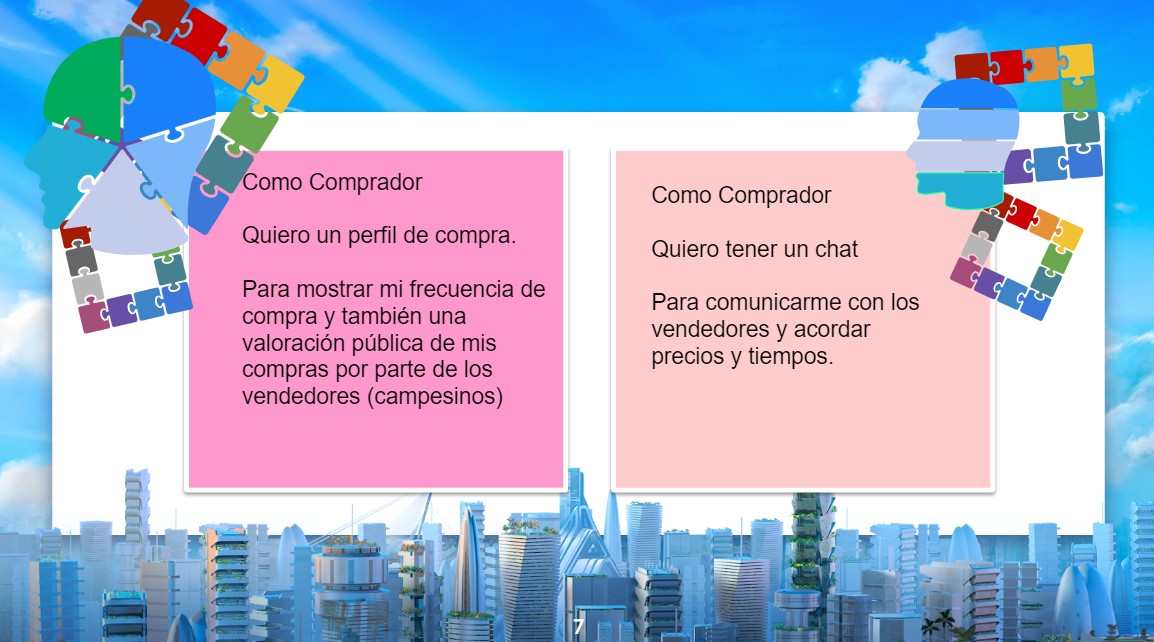 Como Comprador
Quiero un perfil de compra.
Para mostrar mi frecuencia de
compra y también una
valoración pública de mis
compras por parte de los
vendedores (campesinos)
Como Comprador
Quiero tener un chat
Para comunicarme con los
vendedores y acordar
precios y tiempos.
7